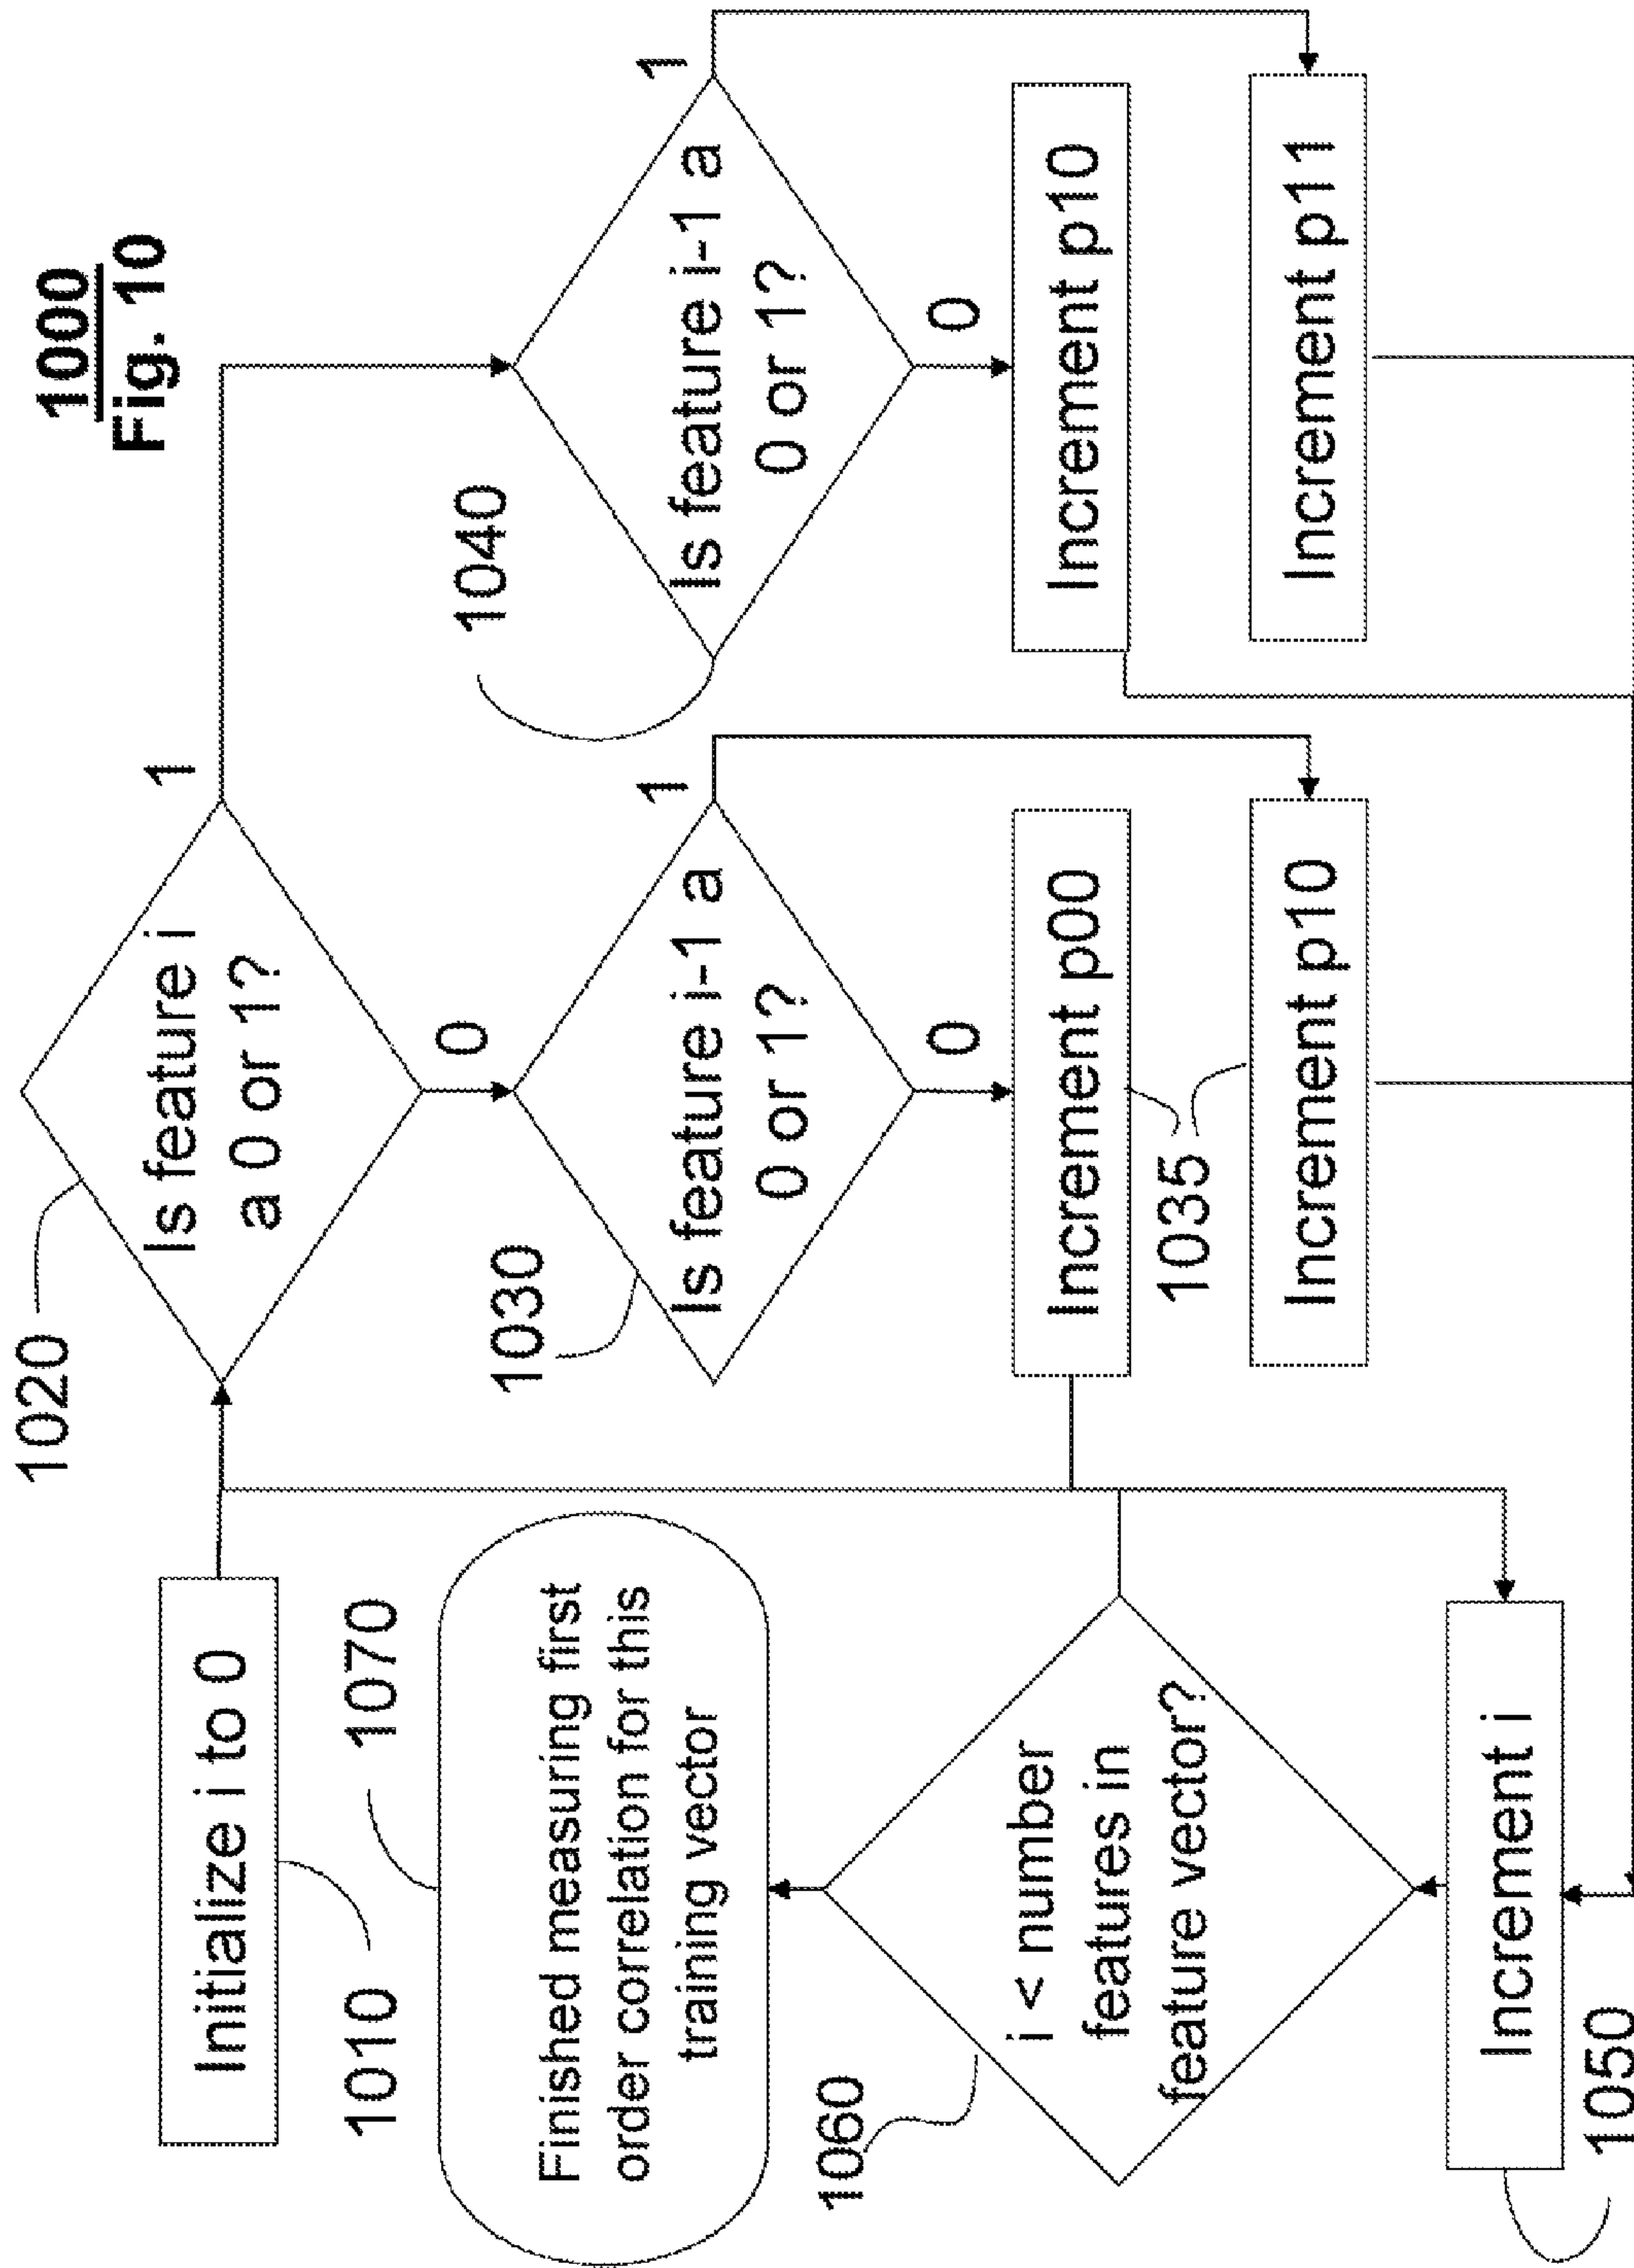 1000
Fig. 10
Initialize i to 0
1010
1020
Is feature i
a 0 or 1?
1
0
1030
Is feature i-1 a
0 or 1?
1
0
1040
Is feature i-1 a
0 or 1?
1
0
Increment p00
1035
Increment p10
Increment p10
Increment p11
Finished measuring first
order correlation for this
training vector
1070
i < number
features in
feature vector?
1060
Increment i
1050